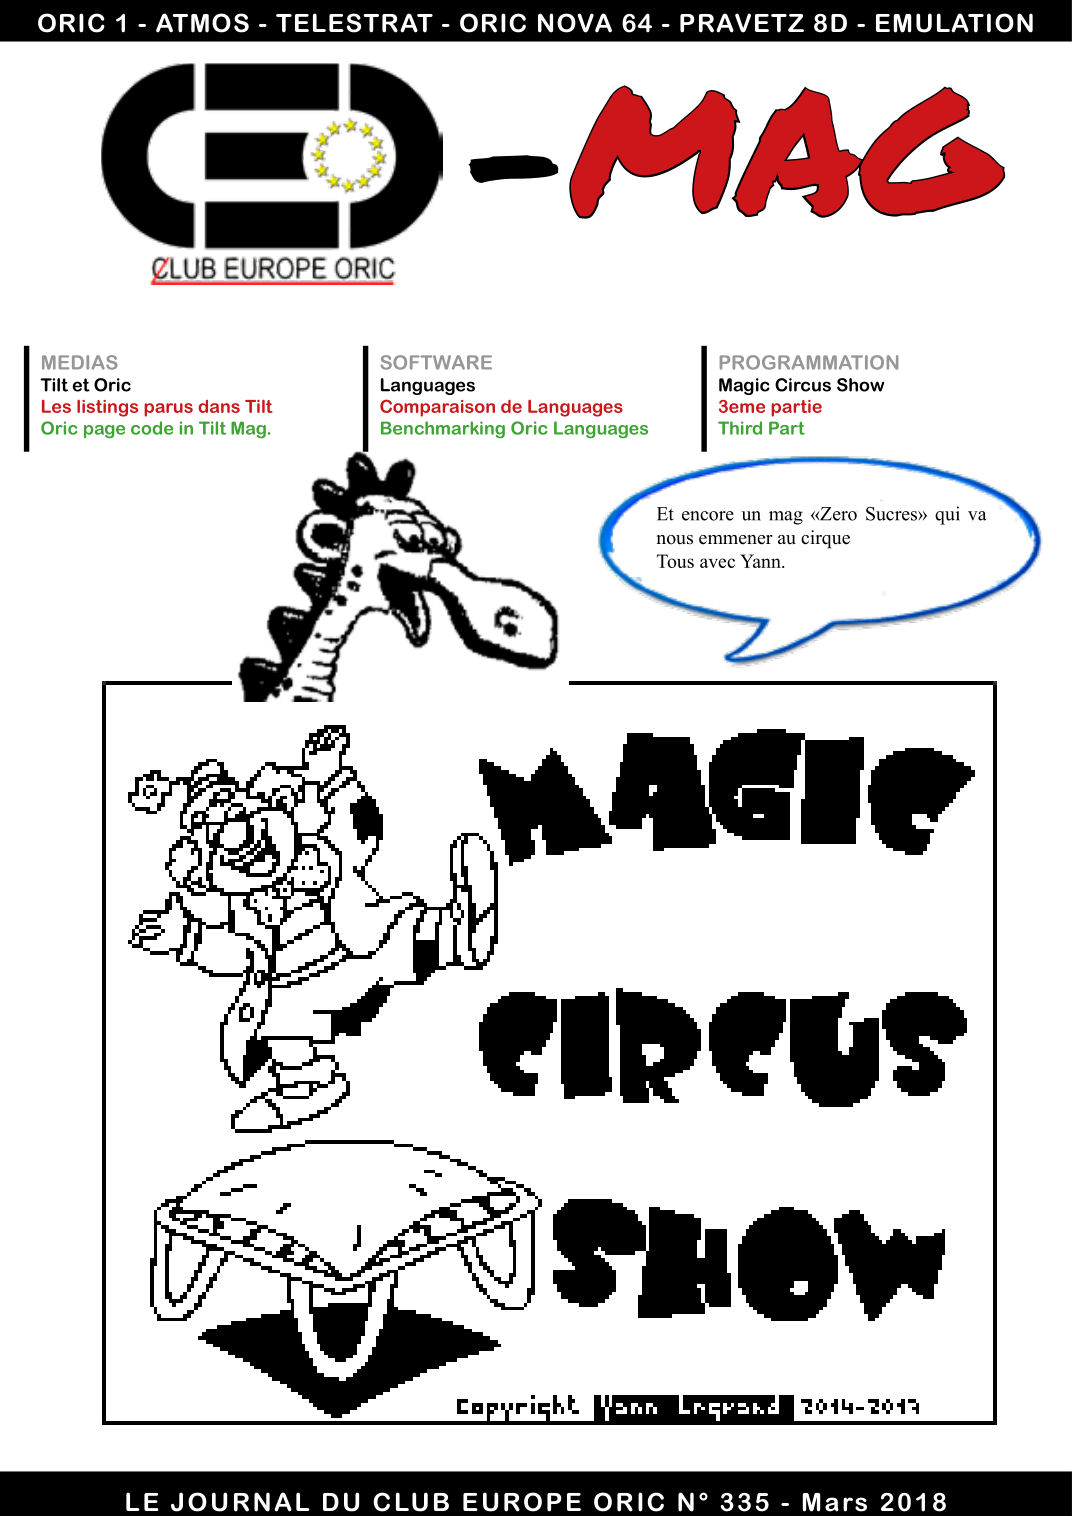 ORIC 1 - ATMOS - TELESTRAT - ORIC NOVA 64 - PRAVETZ 8D - EMULATION
CEO
-MAG
CLUB EUROPE ORIC
MEDIAS
Tilt et Oric
Les listings parus dans Tilt
Oric page code in Tilt Mag.
SOFTWARE
Languages
Comparaison de Languages
Benchmarking Oric Languages
PROGRAMMATION
Magic Circus Show
3eme partie
Third Part
Et encore un mag «Zero Sucres» qui va
nous emmener au cirque
Tous avec Yann.
MAGIC
CIRCUS
SHOW
Copyright Yann Legrand 2014-2017
LE JOURNAL DU CLUB EUROPE ORIC N° 335 - Mars 2018